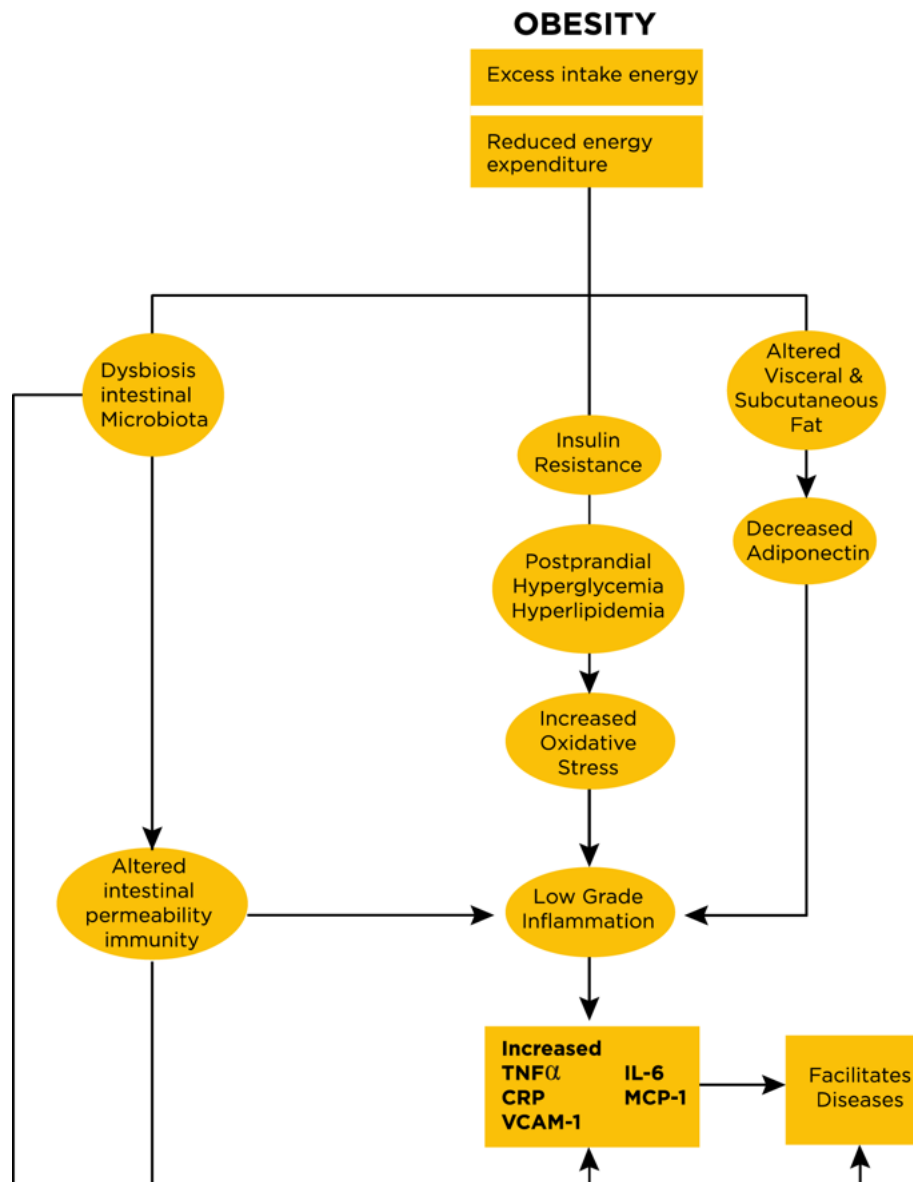 OBESITY
Excess intake energy
Reduced energy
expenditure
Dysbiosis
intestinal
Microbiota
Altered
Visceral &
Subcutaneous
Fat
Insulin
Resistance
Decreased
Adiponectin
Postprandial
Hyperglycemia
Hyperlipidemia
Increased
Oxidative
Stress
Altered
intestinal
permeability
immunity
Low Grade
Inflammation
Increased
TNFα IL-6
CRP MCP-1
VCAM-1
Facilitates
Diseases